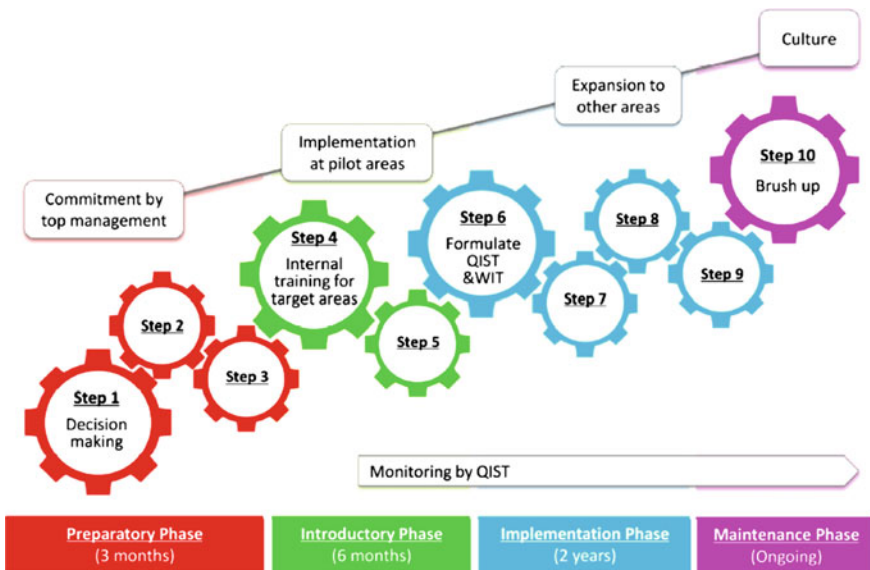 Culture
Expansion to
other areas
Implementation
at pilot areas
Commitment by
top management
Step 1
Decision
making
Step 2
Step 3
Step 4
Internal
training for
target areas
Step 5
Step 6
Formulate
QIST
&WIT
Step 7
Step 8
Step 9
Step 10
Brush up
Monitoring by QIST
Preparatory Phase
(3 months)
Introductory Phase
(6 months)
Implementation Phase
(2 years)
Maintenance Phase
(Ongoing)